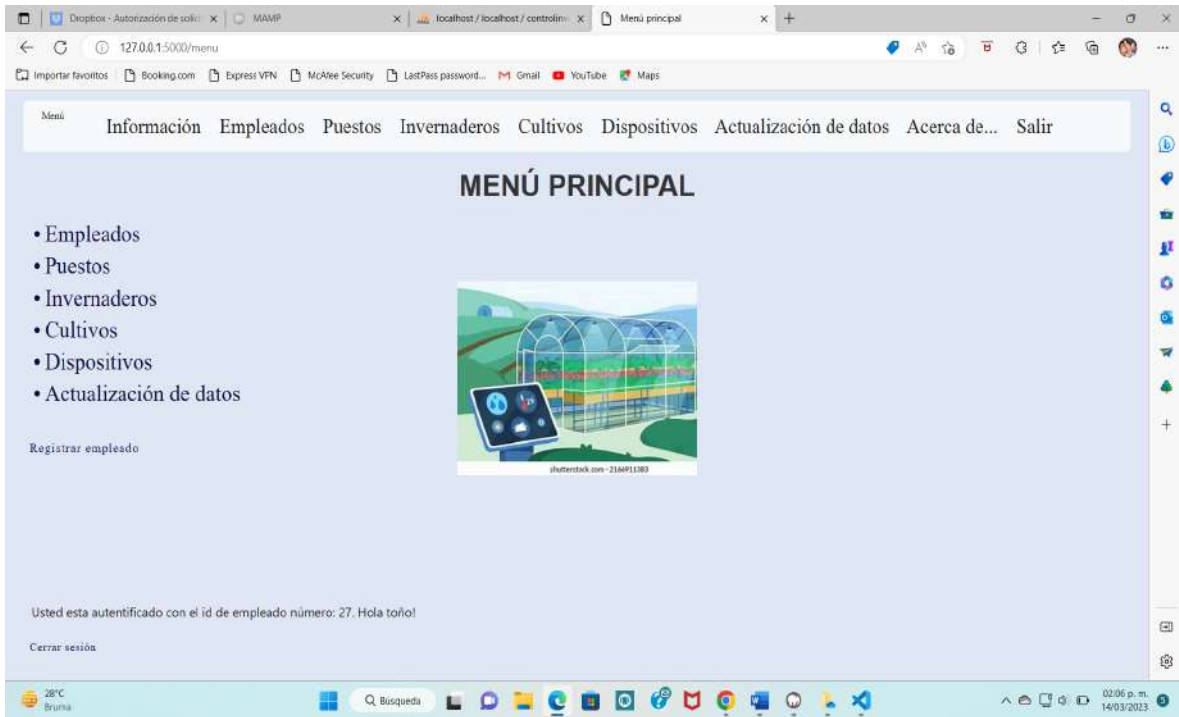 Dropbox - Autorización de solici
MAMP
localhost / localhost / controlinv
Menú principal
127.0.0.1:5000/menu
Importar favoritos
Booking.com
Express VPN
McAfee Security
LastPass password...
Gmail
YouTube
Maps
Menú
Información
Empleados
Puestos
Invernaderos
Cultivos
Dispositivos
Actualización de datos
Acerca de...
Salir
MENÚ PRINCIPAL
• Empleados
• Puestos
• Invernaderos
• Cultivos
• Dispositivos
• Actualización de datos
Registrar empleado
shutterstock.com · 2164911383
Usted esta autentificado con el id de empleado número: 27. Hola toño!
Cerrar sesión
28°C
Bruma
Búsqueda
02:06 p. m.
14/03/2023